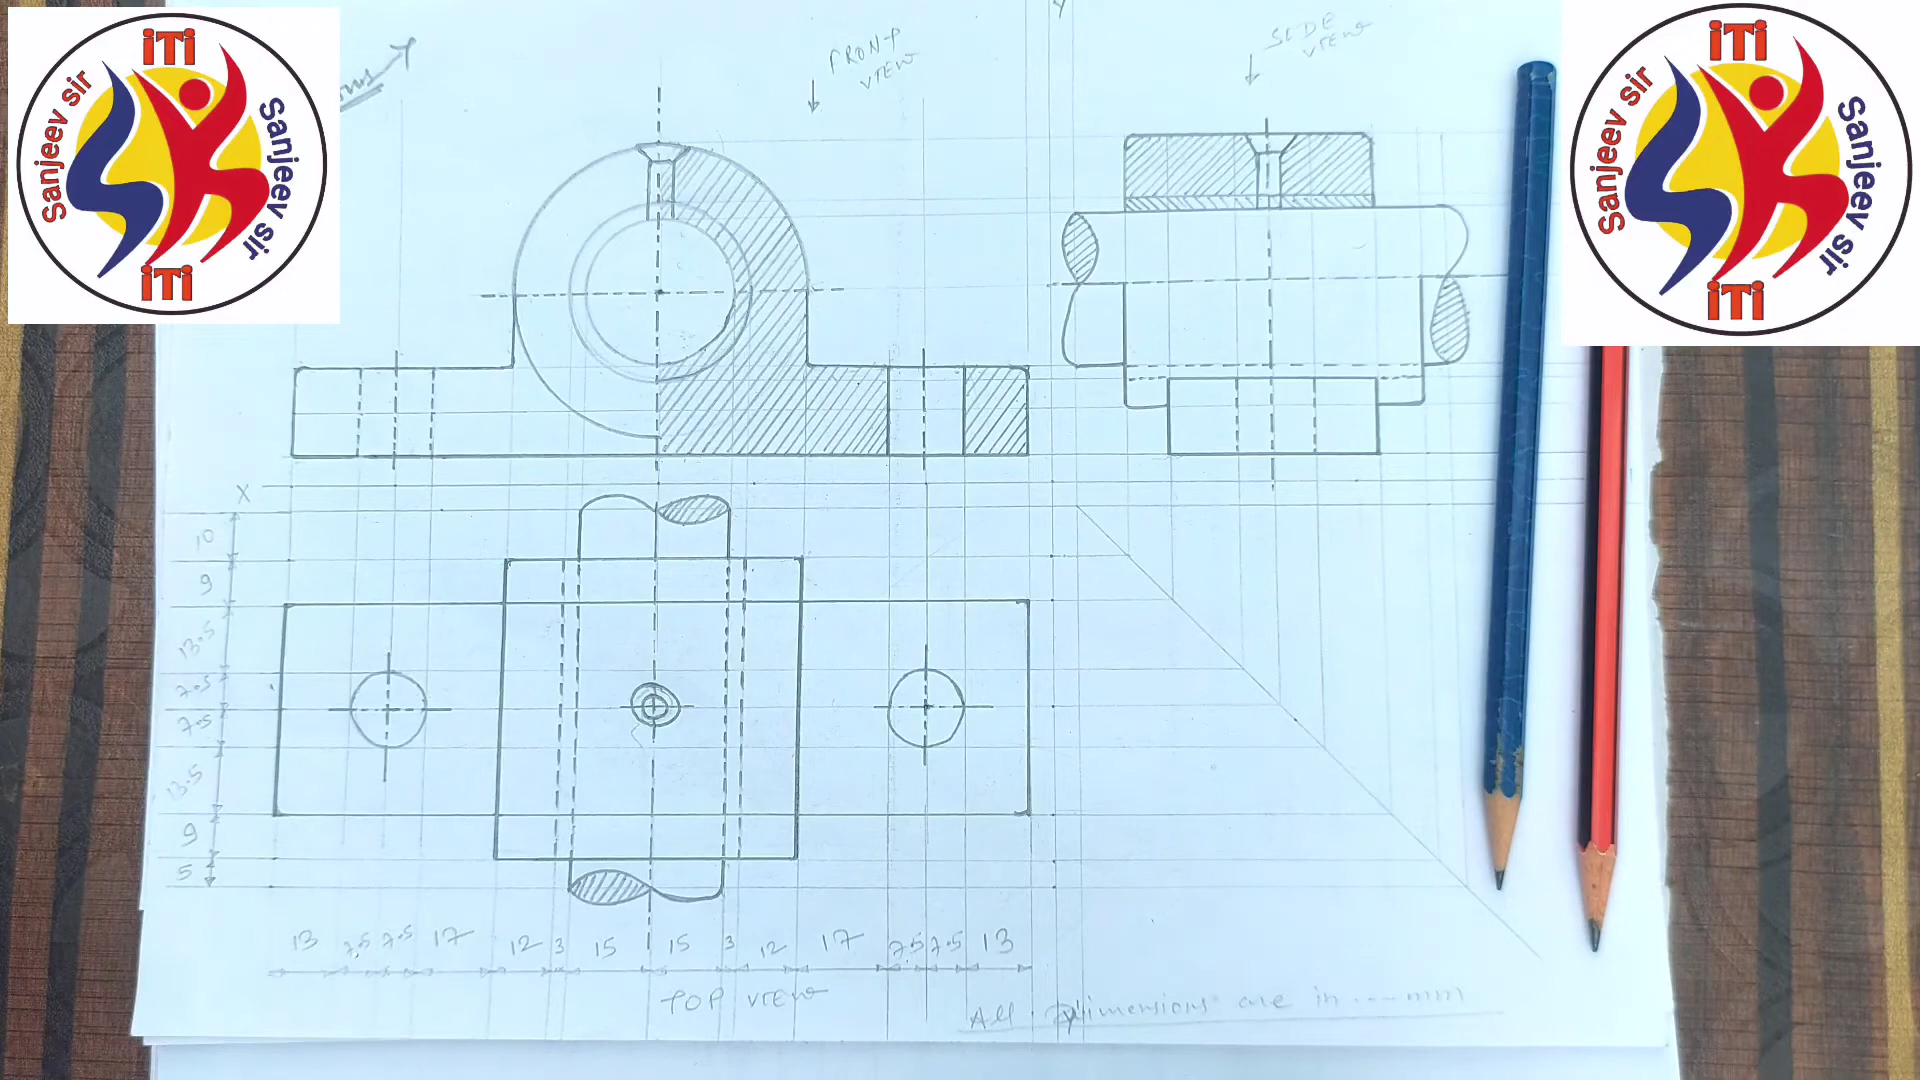 iTi
Sanjeev sir
Sanjeev sir
iTi
FRONT
VIEW
SIDE
VIEW
Y
iTi
Sanjeev sir
Sanjeev sir
iTi
X
10
9
13.5
7.5
7.5
13.5
9
5
13 7.5 7.5 17 12 3 15 15 3 12 17 7.5 7.5 13
TOP VIEW
All Dimensions are in ....mm